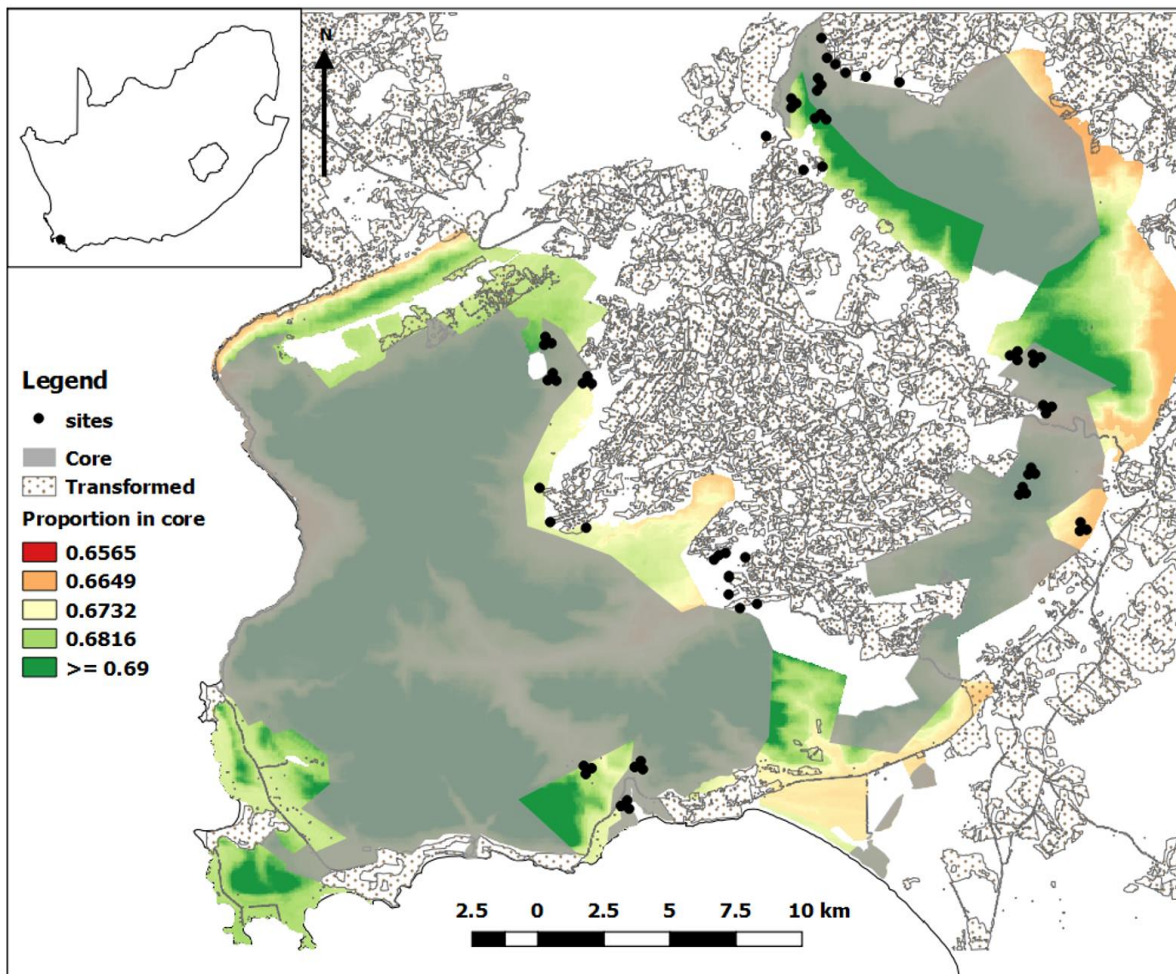 N
Legend
sites
Core
Transformed
Proportion in core
0.6565
0.6649
0.6732
0.6816
>= 0.69
2.5 0 2.5 5 7.5 10 km